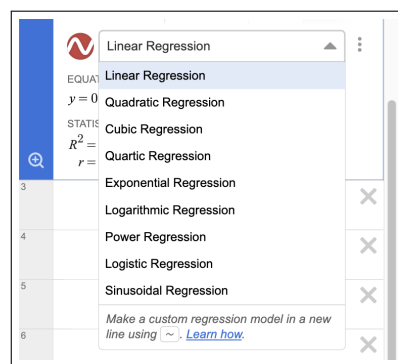 Linear Regression
EQUAT
Linear Regression
y = 0
Quadratic Regression
STATIS
Cubic Regression
R² =
Quartic Regression
r =
Exponential Regression
3
Logarithmic Regression
4
Power Regression
Logistic Regression
5
Sinusoidal Regression
Make a custom regression model in a new
line using ~. Learn how.
6